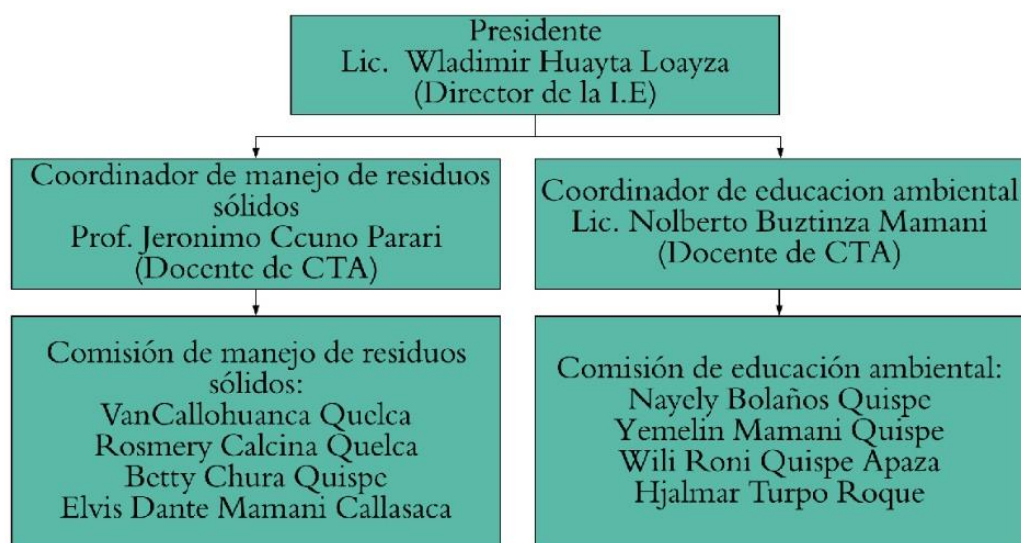 Presidente
Lic. Wladimir Huayta Loayza
(Director de la I.E)
Coordinador de manejo de residuos
sólidos
Prof. Jeronimo Ccuno Parari
(Docente de CTA)
Coordinador de educacion ambiental
Lic. Nolberto Buztinza Mamani
(Docente de CTA)
Comisión de manejo de residuos
sólidos:
VanCallohuanca Quelca
Rosmery Calcina Quelca
Betty Chura Quispe
Elvis Dante Mamani Callasaca
Comisión de educación ambiental:
Nayely Bolaños Quispe
Yemelin Mamani Quispe
Wili Roni Quispe Apaza
Hjalmar Turpo Roque